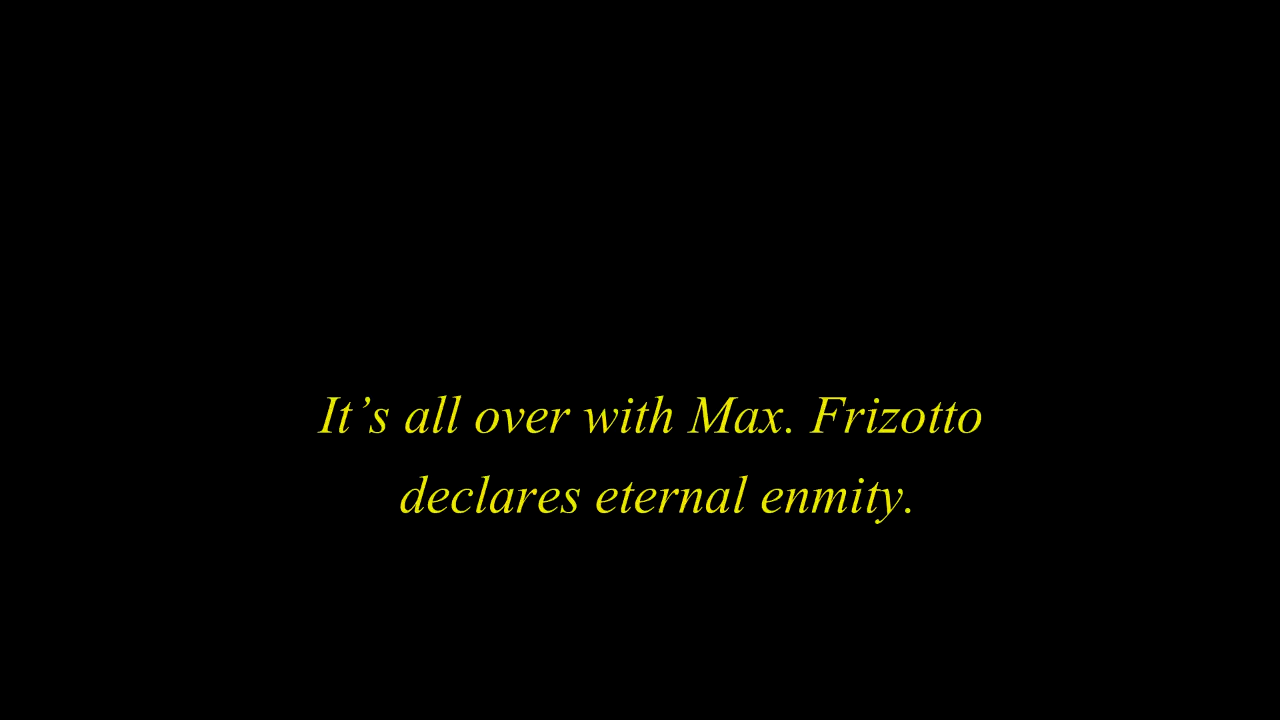 It’s all over with Max. Frizotto
declares eternal enmity.